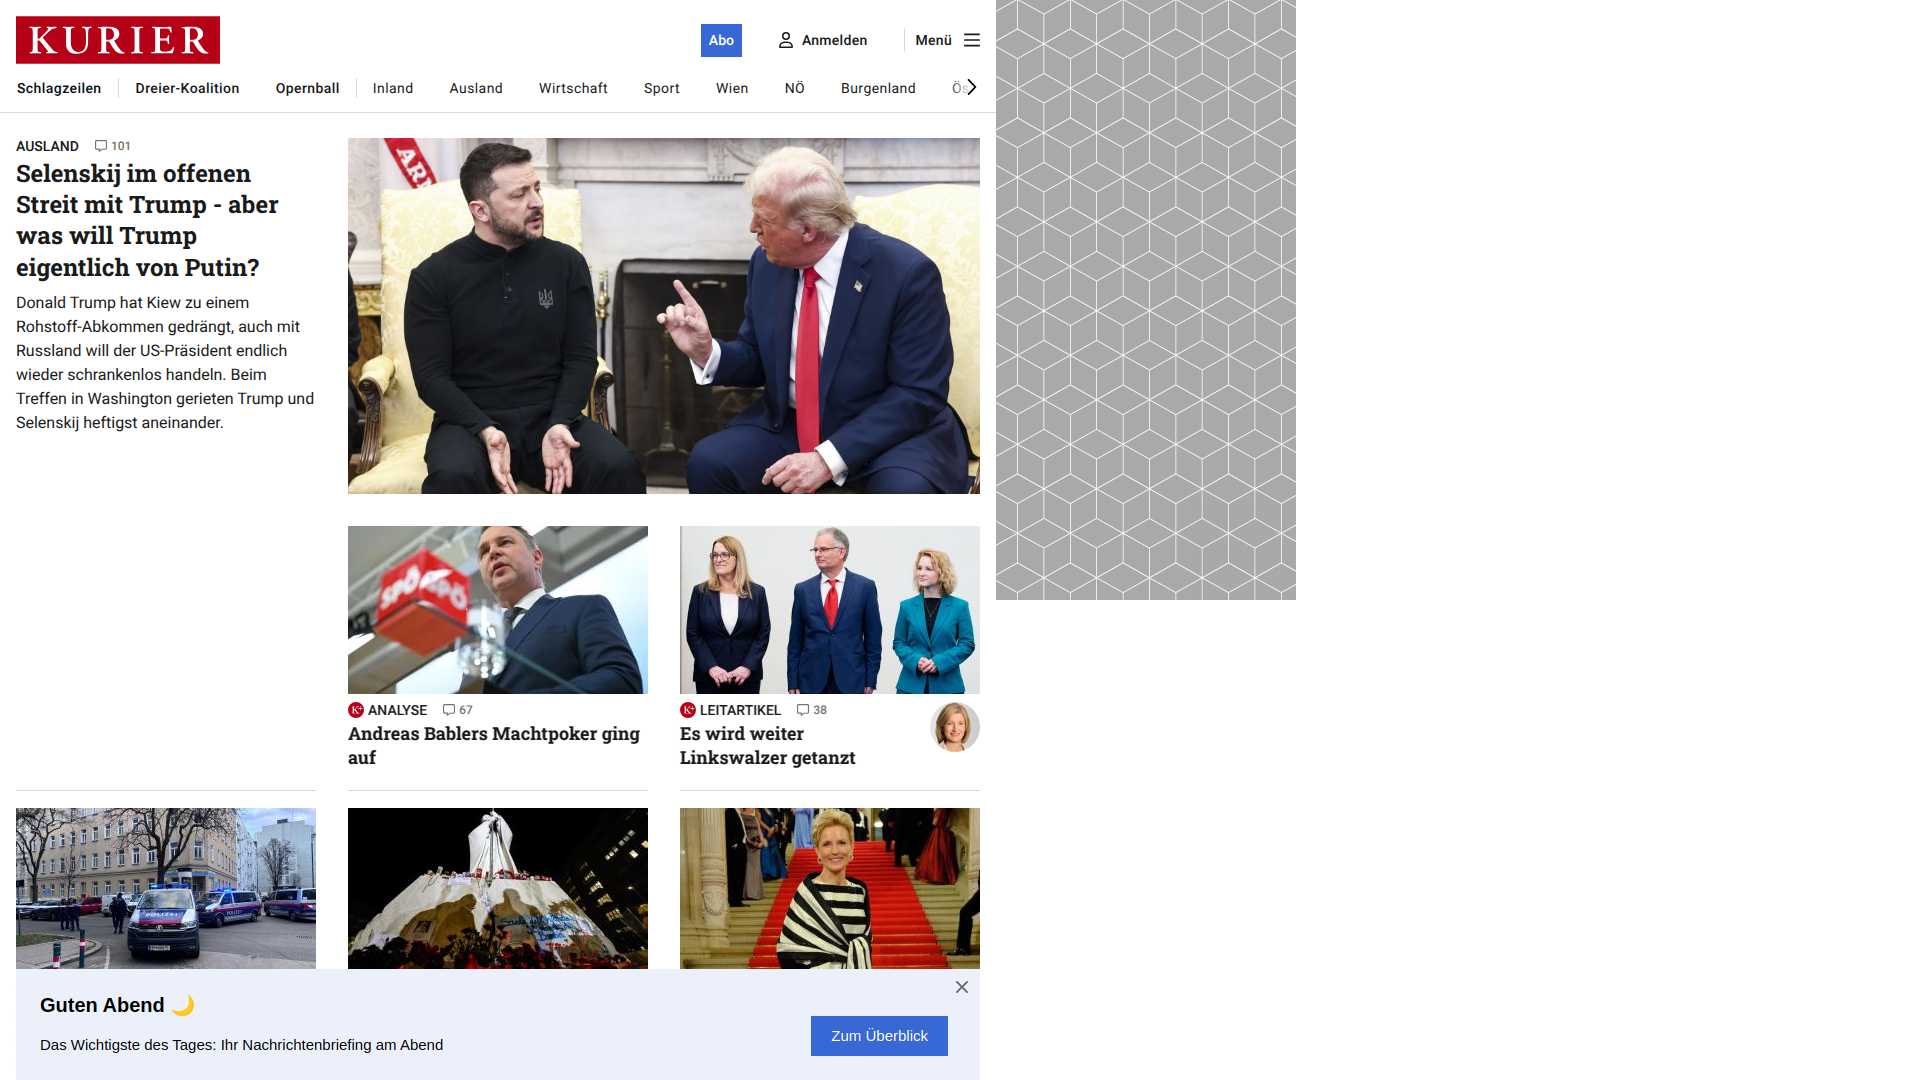 KURIER
Abo
Anmelden
Menü
Schlagzeilen
Dreier-Koalition
Opernball
Inland
Ausland
Wirtschaft
Sport
Wien
NÖ
Burgenland
AUSLAND 101
Selenskij im offenen
Streit mit Trump - aber
was will Trump
eigentlich von Putin?
Donald Trump hat Kiew zu einem
Rohstoff-Abkommen gedrängt, auch mit
Russland will der US-Präsident endlich
wieder schrankenlos handeln. Beim
Treffen in Washington gerieten Trump und
Selenskij heftigst aneinander.
SPÖ
SPÖ
K+ ANALYSE 67
Andreas Bablers Machtpoker ging
auf
K+ LEITARTIKEL 38
Es wird weiter
Linkswalzer getanzt
POLIZEI
POLIZEI
Guten Abend 🌙
Das Wichtigste des Tages: Ihr Nachrichtenbriefing am Abend
Zum Überblick